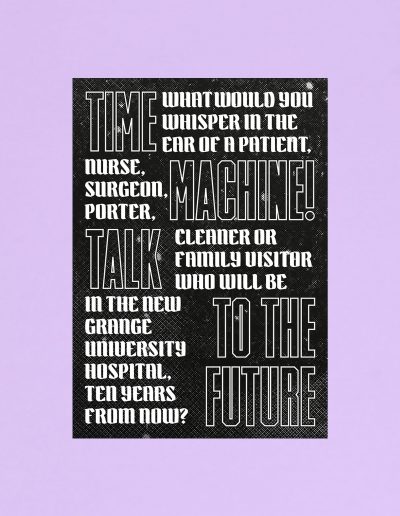 TIME
WHAT WOULD YOU
WHISPER IN THE
EAR OF A PATIENT,
NURSE,
SURGEON,
PORTER,
MACHINE!
TALK
CLEANER OR
FAMILY VISITOR
WHO WILL BE
IN THE NEW
GRANGE
UNIVERSITY
HOSPITAL,
TEN YEARS
FROM NOW?
TO THE
FUTURE